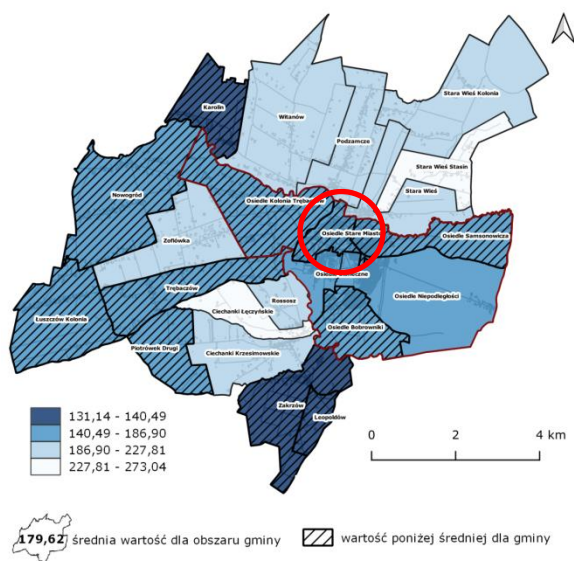 Karolin
Witanów
Stara Wieś Kolonia
Podzamcze
Stara Wieś Stasin
Stara Wieś
Nowogród
Osiedle Kolonia
Osiedle Stare Miasto
Osiedle Samsonowicza
Zofiówka
Trębaczów
Osiedle Niepodległości
Rossosz
Ciechanki Łęczyńskie
Łuszczów Kolonia
Osiedle Bobrowniki
Piotrówek Drugi
Ciechanki Krzesimowskie
Zakrzów
Leopoldów
131,14 - 140,49
140,49 - 186,90
186,90 - 227,81
227,81 - 273,04
0 2 4 km
179,62 średnia wartość dla obszaru gminy
wartość poniżej średniej dla gminy